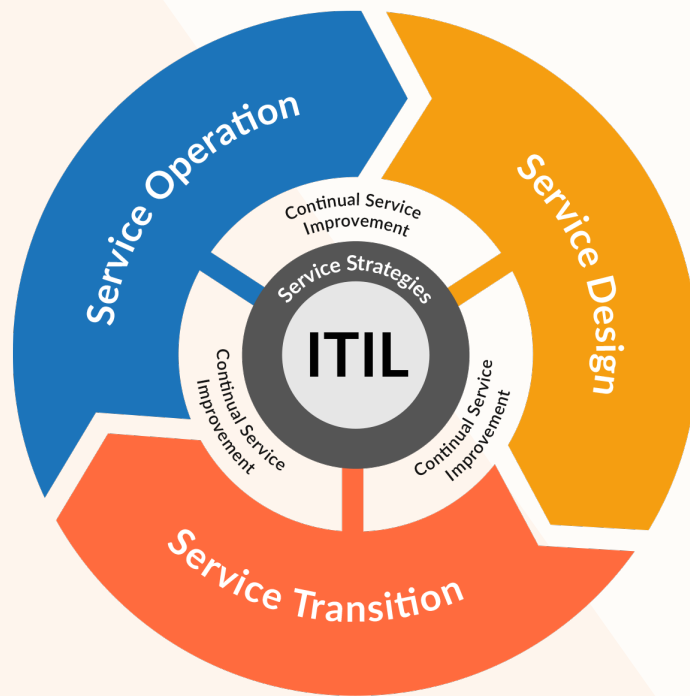 Service Operation
Service Design
Continual Service
Improvement
Service Strategies
ITIL
Continual Service
Improvement
Continual Service
Improvement
Service Transition